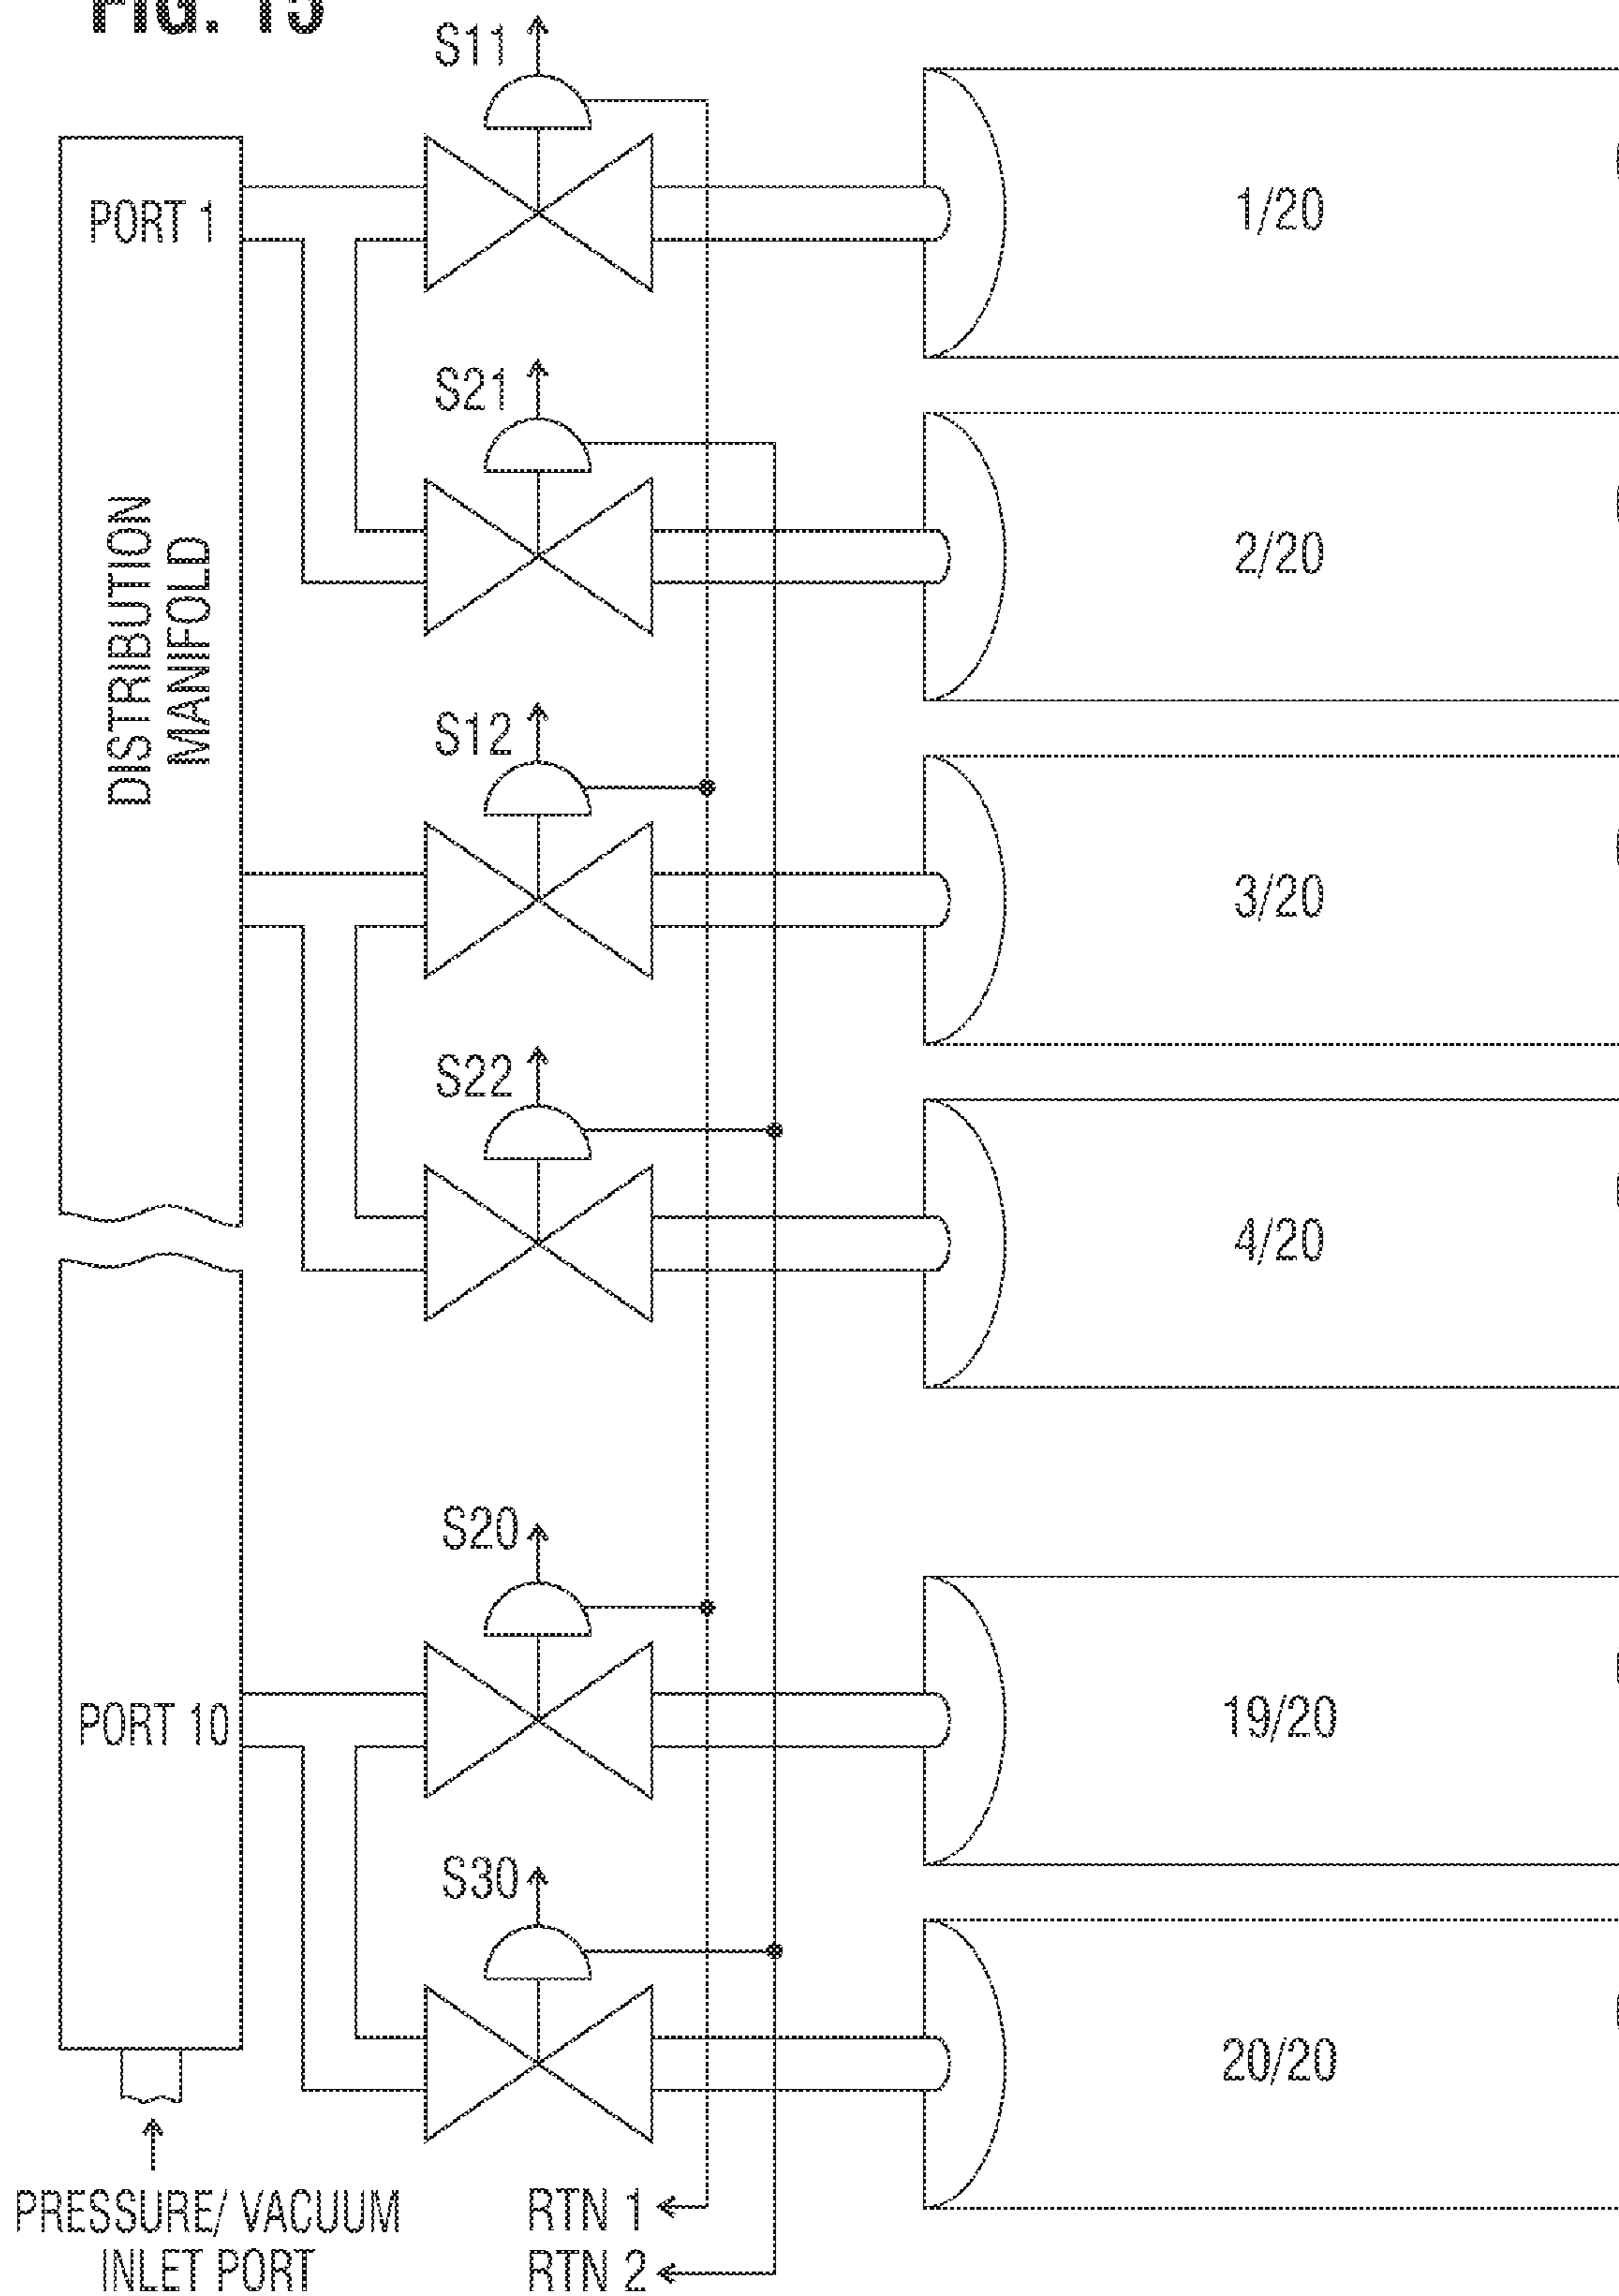 FIG. 15
S11
PORT 1
1/20
S21
2/20
DISTRIBUTION
MANIFOLD
S12
3/20
S22
4/20
S20
PORT 10
19/20
S30
20/20
PRESSURE/ VACUUM
INLET PORT
RTN 1
RTN 2